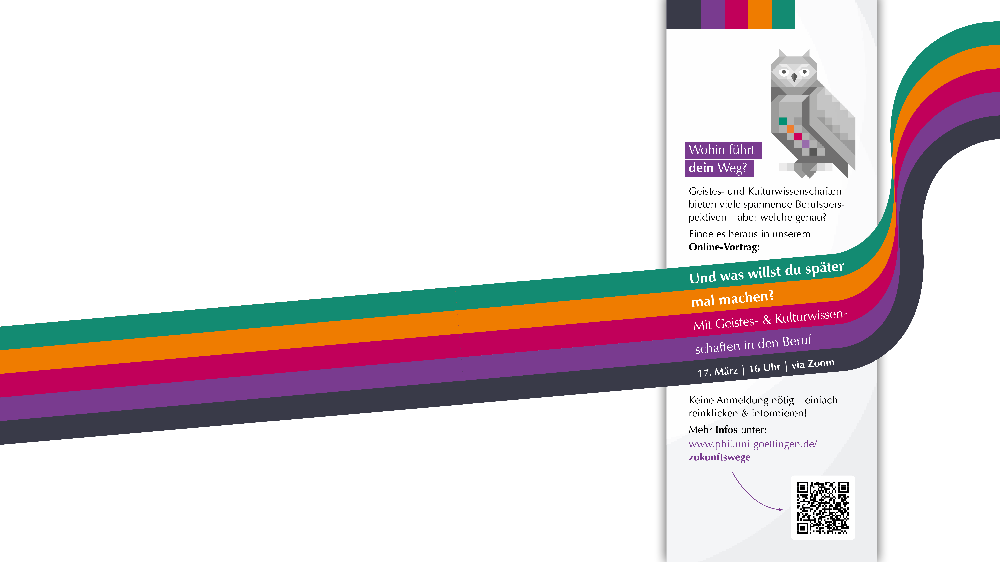 Wohin führt
dein Weg?
Geistes- und Kulturwissenschaften
bieten viele spannende Berufspers-
pektiven – aber welche genau?
Finde es heraus in unserem
Online-Vortrag:
Und was willst du später
mal machen?
Mit Geistes- & Kulturwissen-
schaften in den Beruf
17. März | 16 Uhr | via Zoom
Keine Anmeldung nötig – einfach
reinklicken & informieren!
Mehr Infos unter:
www.phil.uni-goettingen.de/
zukunftswege